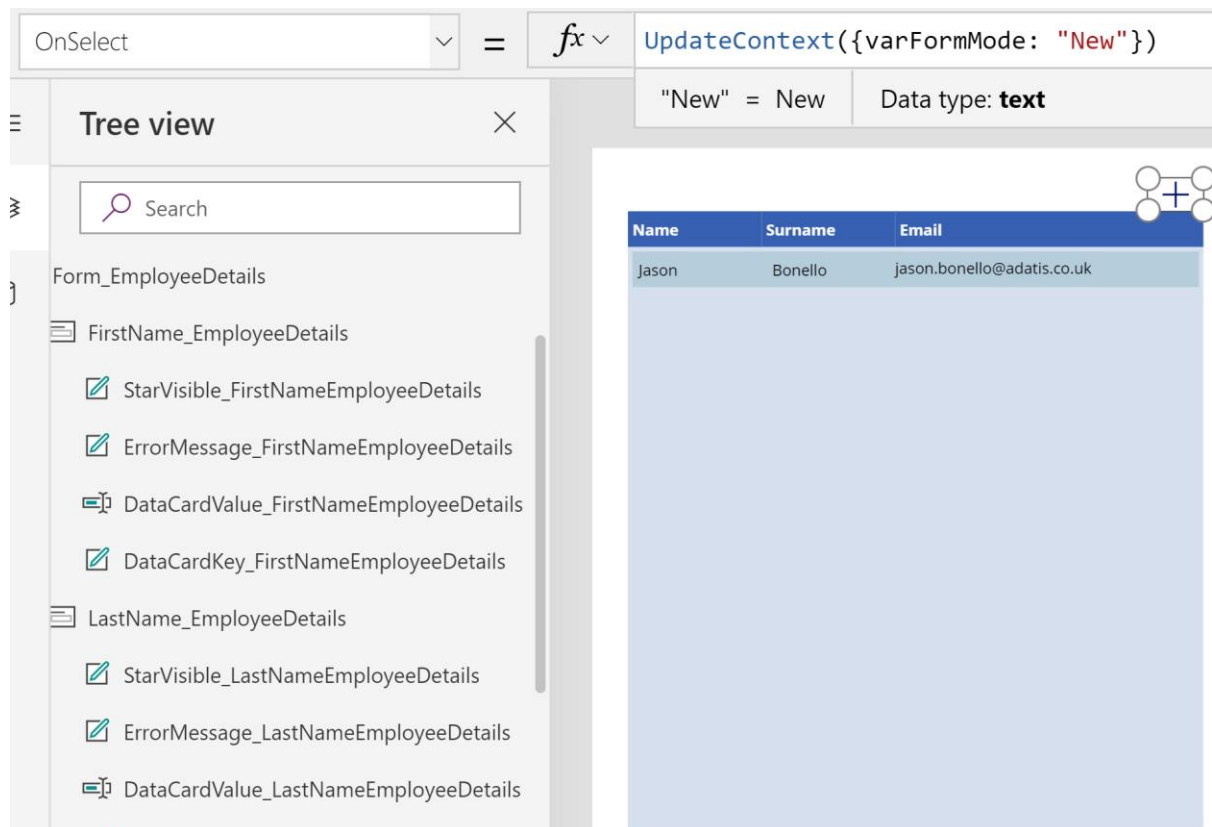 OnSelect
=
fx
UpdateContext({varFormMode: "New"})
"New" = New
Data type: text
Tree view
Search
Form_EmployeeDetails
FirstName_EmployeeDetails
StarVisible_FirstNameEmployeeDetails
ErrorMessage_FirstNameEmployeeDetails
DataCardValue_FirstNameEmployeeDetails
DataCardKey_FirstNameEmployeeDetails
LastName_EmployeeDetails
StarVisible_LastNameEmployeeDetails
ErrorMessage_LastNameEmployeeDetails
DataCardValue_LastNameEmployeeDetails
Name Surname Email
Jason Bonello jason.bonello@adatis.co.uk